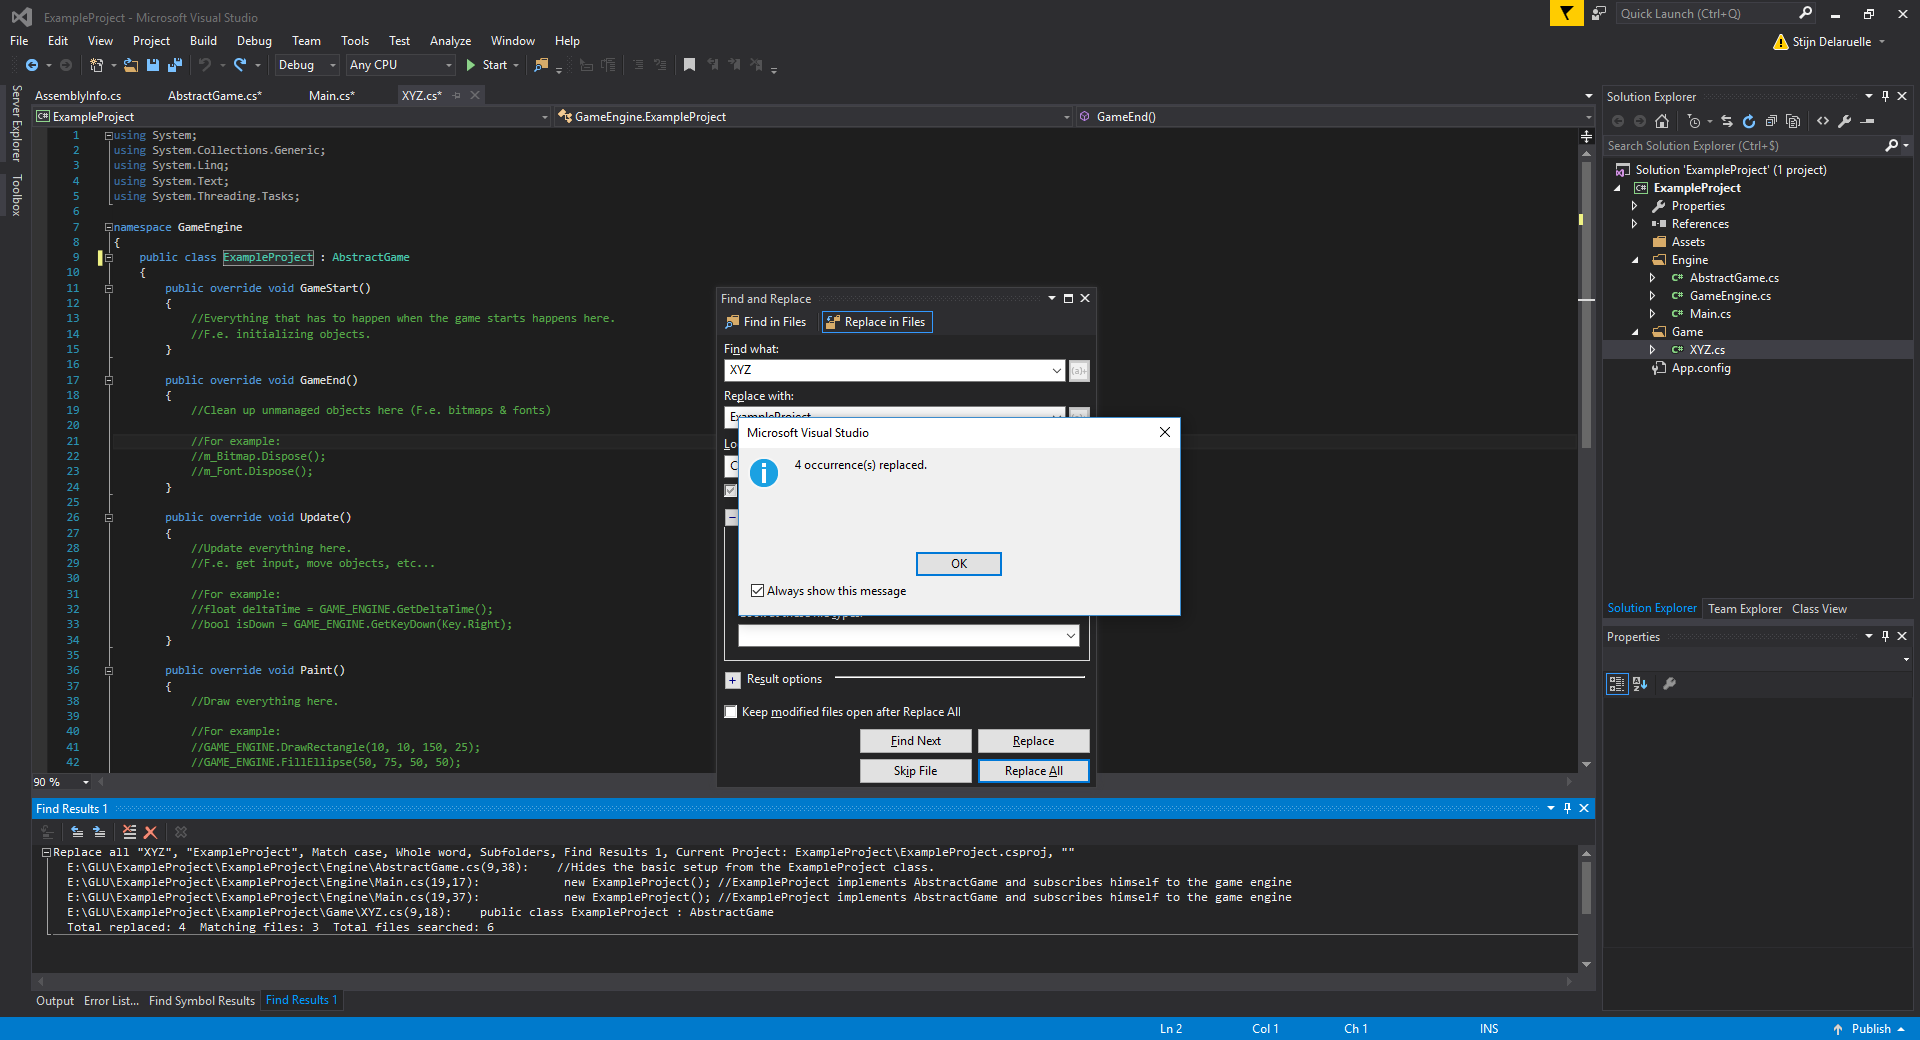 ExampleProject - Microsoft Visual Studio
Quick Launch (Ctrl+Q)
File Edit View Project Build Debug Team Tools Test Analyze Window Help
Stijn Delaruelle
Debug Any CPU Start
Server Explorer
Toolbox
AssemblyInfo.cs AbstractGame.cs* Main.cs* XYZ.cs*
ExampleProject GameEngine.ExampleProject GameEnd()
1 using System;
2 using System.Collections.Generic;
3 using System.Linq;
4 using System.Text;
5 using System.Threading.Tasks;
6
7 namespace GameEngine
8 {
9 public class ExampleProject : AbstractGame
10 {
11 public override void GameStart()
12 {
13 //Everything that has to happen when the game starts happens here.
14 //F.e. initializing objects.
15 }
16
17 public override void GameEnd()
18 {
19 //Clean up unmanaged objects here (F.e. bitmaps & fonts)
20
21 //For example:
22 //m_Bitmap.Dispose();
23 //m_Font.Dispose();
24 }
25
26 public override void Update()
27 {
28 //Update everything here.
29 //F.e. get input, move objects, etc...
30
31 //For example:
32 //float deltaTime = GAME_ENGINE.GetDeltaTime();
33 //bool isDown = GAME_ENGINE.GetKeyDown(Key.Right);
34 }
35
36 public override void Paint()
37 {
38 //Draw everything here.
39
40 //For example:
41 //GAME_ENGINE.DrawRectangle(10, 10, 150, 25);
42 //GAME_ENGINE.FillEllipse(50, 75, 50, 50);
90 %
Find and Replace
Find in Files Replace in Files
Find what:
XYZ
Replace with:
ExampleProject
Microsoft Visual Studio
4 occurrence(s) replaced.
OK
Always show this message
Result options
Keep modified files open after Replace All
Find Next Replace
Skip File Replace All
Solution Explorer
Search Solution Explorer (Ctrl+$)
Solution 'ExampleProject' (1 project)
C# ExampleProject
Properties
References
Assets
Engine
C# AbstractGame.cs
C# GameEngine.cs
C# Main.cs
Game
C# XYZ.cs
App.config
Solution Explorer Team Explorer Class View
Properties
Find Results 1
Replace all "XYZ", "ExampleProject", Match case, Whole word, Subfolders, Find Results 1, Current Project: ExampleProject\ExampleProject.csproj, ""
E:\GLU\ExampleProject\ExampleProject\Engine\AbstractGame.cs(9,38): //Hides the basic setup from the ExampleProject class.
E:\GLU\ExampleProject\ExampleProject\Engine\Main.cs(19,17): new ExampleProject(); //ExampleProject implements AbstractGame and subscribes himself to the game engine
E:\GLU\ExampleProject\ExampleProject\Engine\Main.cs(19,37): new ExampleProject(); //ExampleProject implements AbstractGame and subscribes himself to the game engine
E:\GLU\ExampleProject\ExampleProject\Game\XYZ.cs(9,18): public class ExampleProject : AbstractGame
Total replaced: 4 Matching files: 3 Total files searched: 6
Output Error List... Find Symbol Results Find Results 1
Ln 2 Col 1 Ch 1 INS Publish